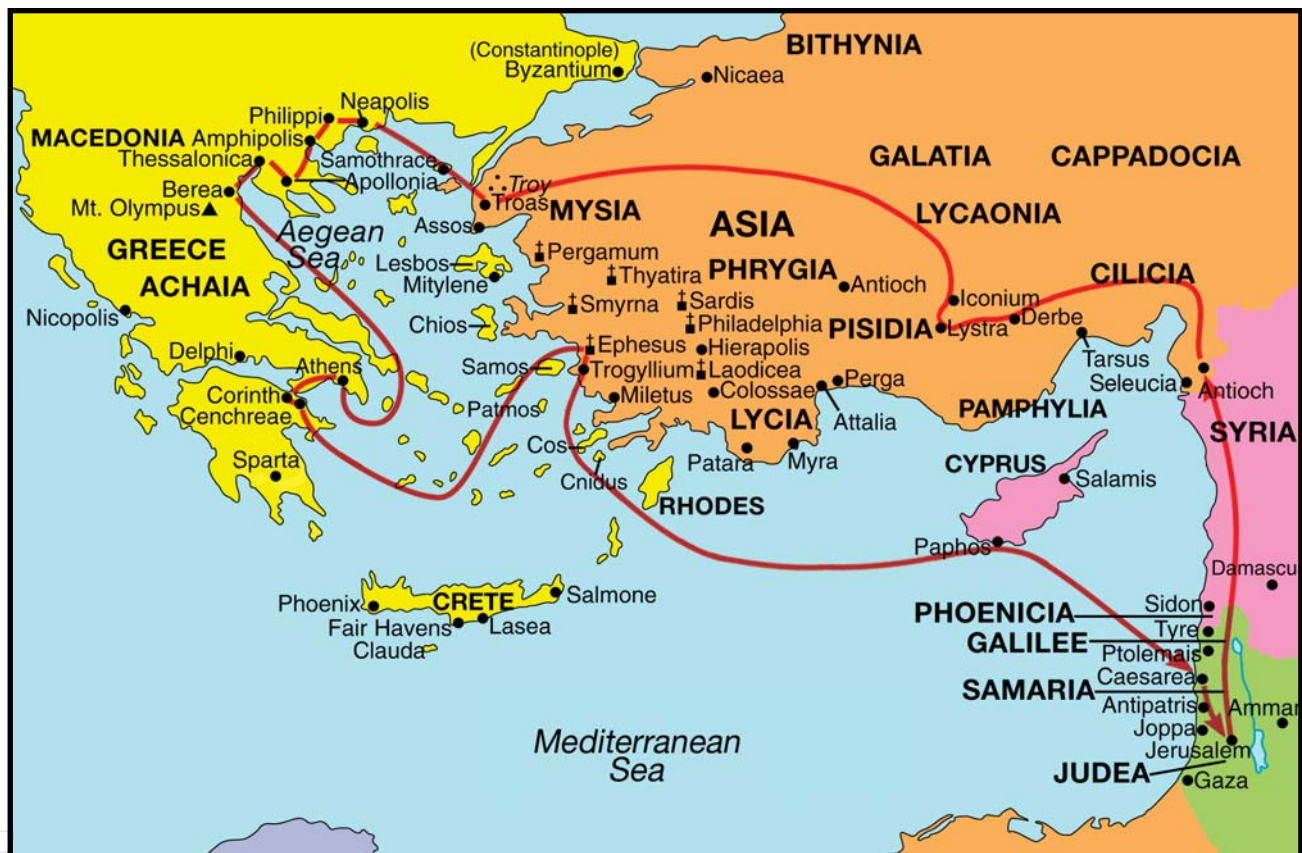 BITHYNIA
(Constantinople)
Byzantium
Nicaea
Neapolis
Philippi
MACEDONIA
Amphipolis
Thessalonica
Samothrace
Apollonia
GALATIA
CAPPADOCIA
Berea
Mt. Olympus
Troy
Troas
MYSIA
LYCAONIA
Assos
ASIA
Aegean
Sea
GREECE
ACHAIA
Pergamum
Lesbos
Mitylene
Thyatira
PHRYGIA
Antioch
CILICIA
Nicopolis
Chios
Smyrna
Sardis
Philadelphia
PISIDIA
Iconium
Lystra
Derbe
Delphi
Athens
Samos
Ephesus
Hierapolis
Tarsus
Trogyllium
Laodicea
Perga
Seleucia
Antioch
Corinth
Cenchreae
Patmos
Miletus
Colossae
Attalia
PAMPHYLIA
LYCIA
SYRIA
Sparta
Cos
Cnidus
Patara
Myra
CYPRUS
Salamis
RHODES
Paphos
Damascu
Phoenix
CRETE
Salmone
Fair Havens
Lasea
Clauda
PHOENICIA
Sidon
Tyre
GALILEE
Ptolemais
Caesarea
SAMARIA
Antipatris
Amman
Joppa
Jerusalem
Mediterranean
Sea
JUDEA
Gaza